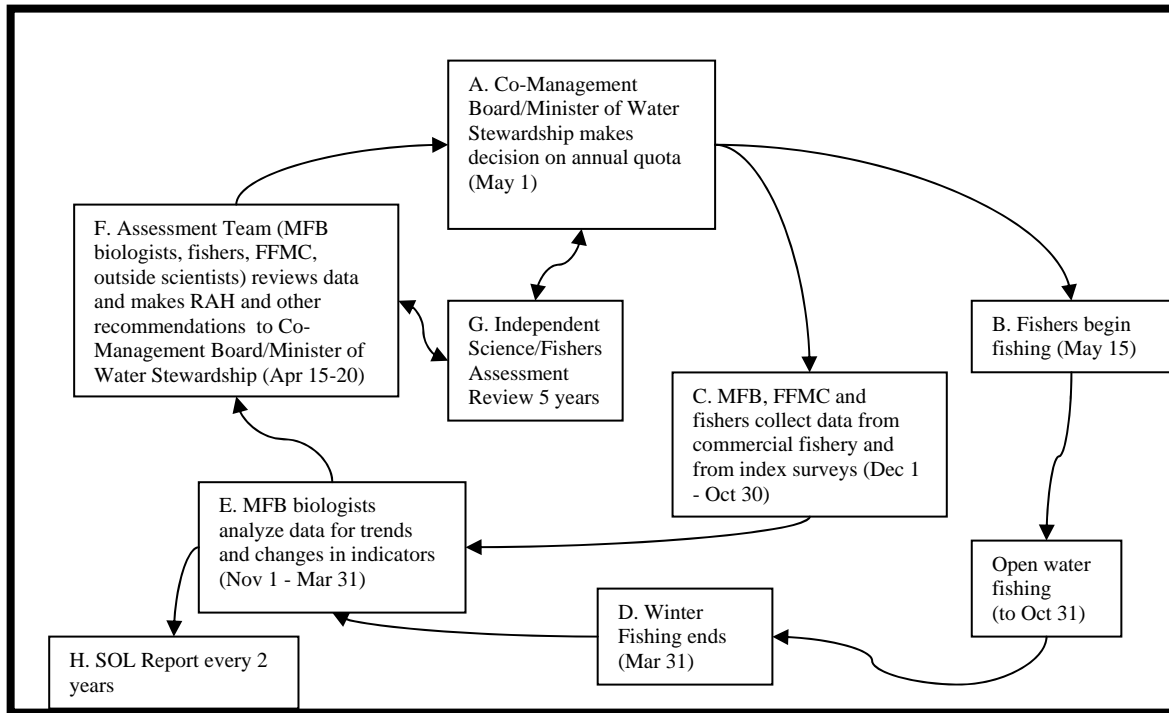 A. Co-Management
Board/Minister of Water
Stewardship makes
decision on annual quota
(May 1)
F. Assessment Team (MFB
biologists, fishers, FFMC,
outside scientists) reviews data
and makes RAH and other
recommendations to Co-
Management Board/Minister of
Water Stewardship (Apr 15-20)
G. Independent
Science/Fishers
Assessment
Review 5 years
B. Fishers begin
fishing (May 15)
C. MFB, FFMC and
fishers collect data from
commercial fishery and
from index surveys (Dec 1
- Oct 30)
E. MFB biologists
analyze data for trends
and changes in indicators
(Nov 1 - Mar 31)
Open water
fishing
(to Oct 31)
D. Winter
Fishing ends
(Mar 31)
H. SOL Report every 2
years